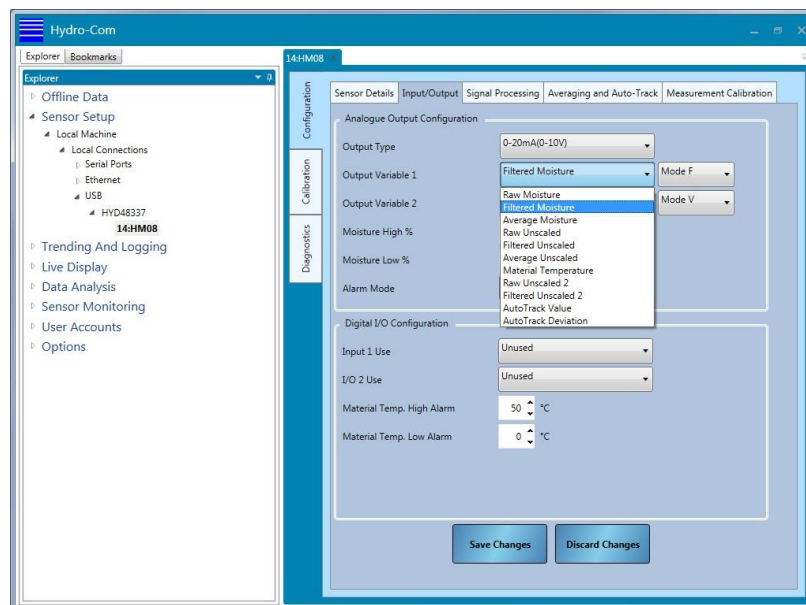 Hydro-Com
Explorer Bookmarks
Explorer
Offline Data
Sensor Setup
Local Machine
Local Connections
Serial Ports
Ethernet
USB
HYD48337
14:HM08
Trending And Logging
Live Display
Data Analysis
Sensor Monitoring
User Accounts
Options
14:HM08
Configuration
Calibration
Diagnostics
Sensor Details Input/Output Signal Processing Averaging and Auto-Track Measurement Calibration
Analogue Output Configuration
Output Type 0-20mA(0-10V)
Output Variable 1 Filtered Moisture Mode F
Output Variable 2 Mode V
Moisture High %
Moisture Low %
Alarm Mode
Raw Moisture
Filtered Moisture
Average Moisture
Raw Unscaled
Filtered Unscaled
Average Unscaled
Material Temperature
Raw Unscaled 2
Filtered Unscaled 2
AutoTrack Value
AutoTrack Deviation
Digital I/O Configuration
Input 1 Use Unused
I/O 2 Use Unused
Material Temp. High Alarm 50 °C
Material Temp. Low Alarm 0 °C
Save Changes Discard Changes